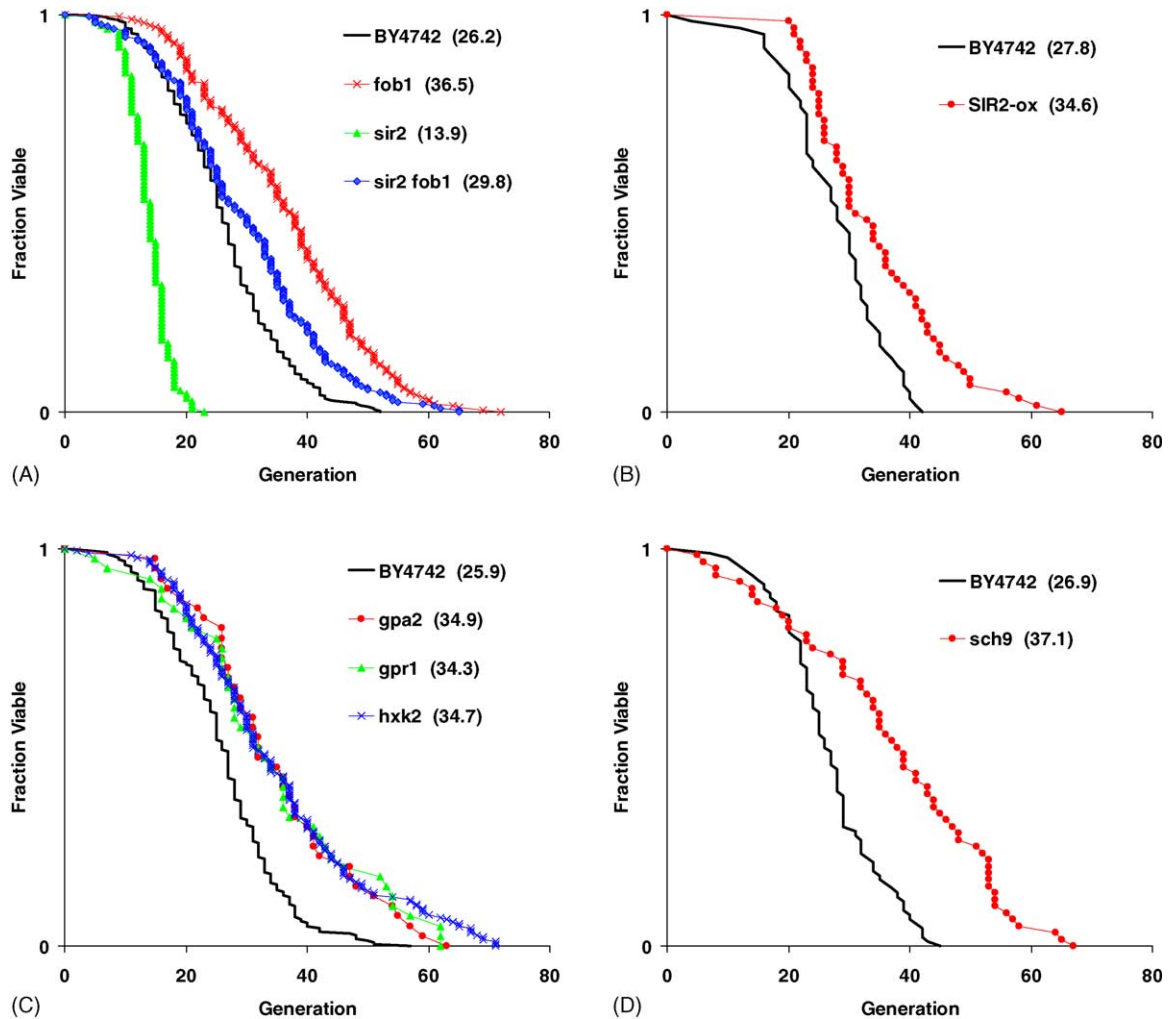 1
BY4742 (26.2)
fob1 (36.5)
sir2 (13.9)
sir2 fob1 (29.8)
Fraction Viable
0
0 20 40 60 80
Generation
(A)
1
BY4742 (27.8)
SIR2-ox (34.6)
Fraction Viable
0
0 20 40 60 80
Generation
(B)
1
BY4742 (25.9)
gpa2 (34.9)
gpr1 (34.3)
hxk2 (34.7)
Fraction Viable
0
0 20 40 60 80
Generation
(C)
1
BY4742 (26.9)
sch9 (37.1)
Fraction Viable
0
0 20 40 60 80
Generation
(D)